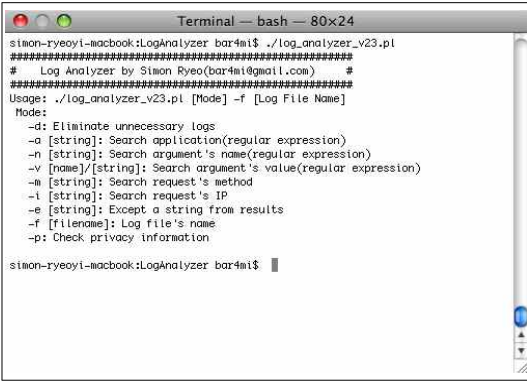 Terminal — bash — 80×24
simon-ryeoyi-macbook:LogAnalyzer bar4mi$ ./log_analyzer_v23.pl
########################################################
#    Log Analyzer by Simon Ryeo(bar4mi@gmail.com)    #
########################################################
Usage: ./log_analyzer_v23.pl [Mode] -f [Log File Name]
Mode:
-d: Eliminate unnecessary logs
-a [string]: Search application(regular expression)
-n [string]: Search argument's name(regular expression)
-v [name]/[string]: Search argument's value(regular expression)
-m [string]: Search request's method
-i [string]: Search request's IP
-e [string]: Except a string from results
-f [filename]: Log file's name
-p: Check privacy information
simon-ryeoyi-macbook:LogAnalyzer bar4mi$